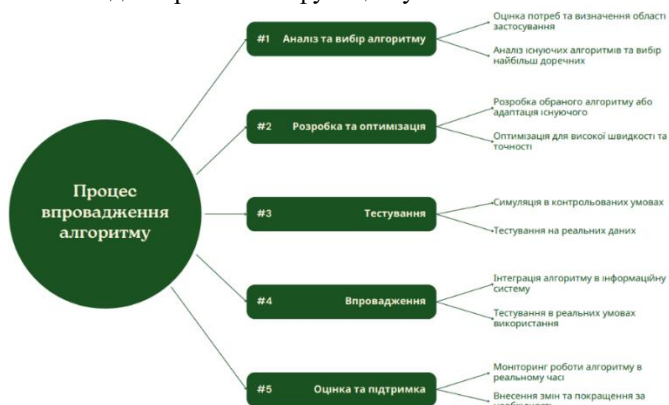 Процес
впровадження
алгоритму
#1 Аналіз та вибір алгоритму
Оцінка потреб та визначення області
застосування
Аналіз існуючих алгоритмів та вибір
найбільш доречних
#2 Розробка та оптимізація
Розробка обраного алгоритму або
адаптація існуючого
Оптимізація для високої швидкості та
точності
#3 Тестування
Симуляція в контрольованих умовах
Тестування на реальних даних
#4 Впровадження
Інтеграція алгоритму в інформаційну
систему
Тестування в реальних умовах
використання
#5 Оцінка та підтримка
Моніторинг роботи алгоритму в
реальному часі
Внесення змін та покращення за